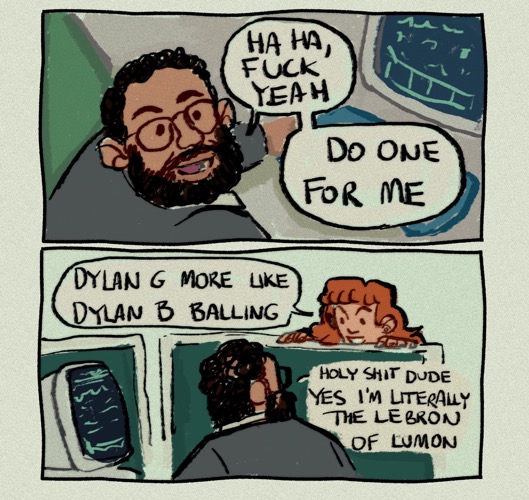 HA HA,
FUCK
YEAH
DO ONE
FOR ME
DYLAN G MORE LIKE
DYLAN B BALLING
HOLY SHIT DUDE
YES I'M LITERALLY
THE LEBRON
OF LUMON